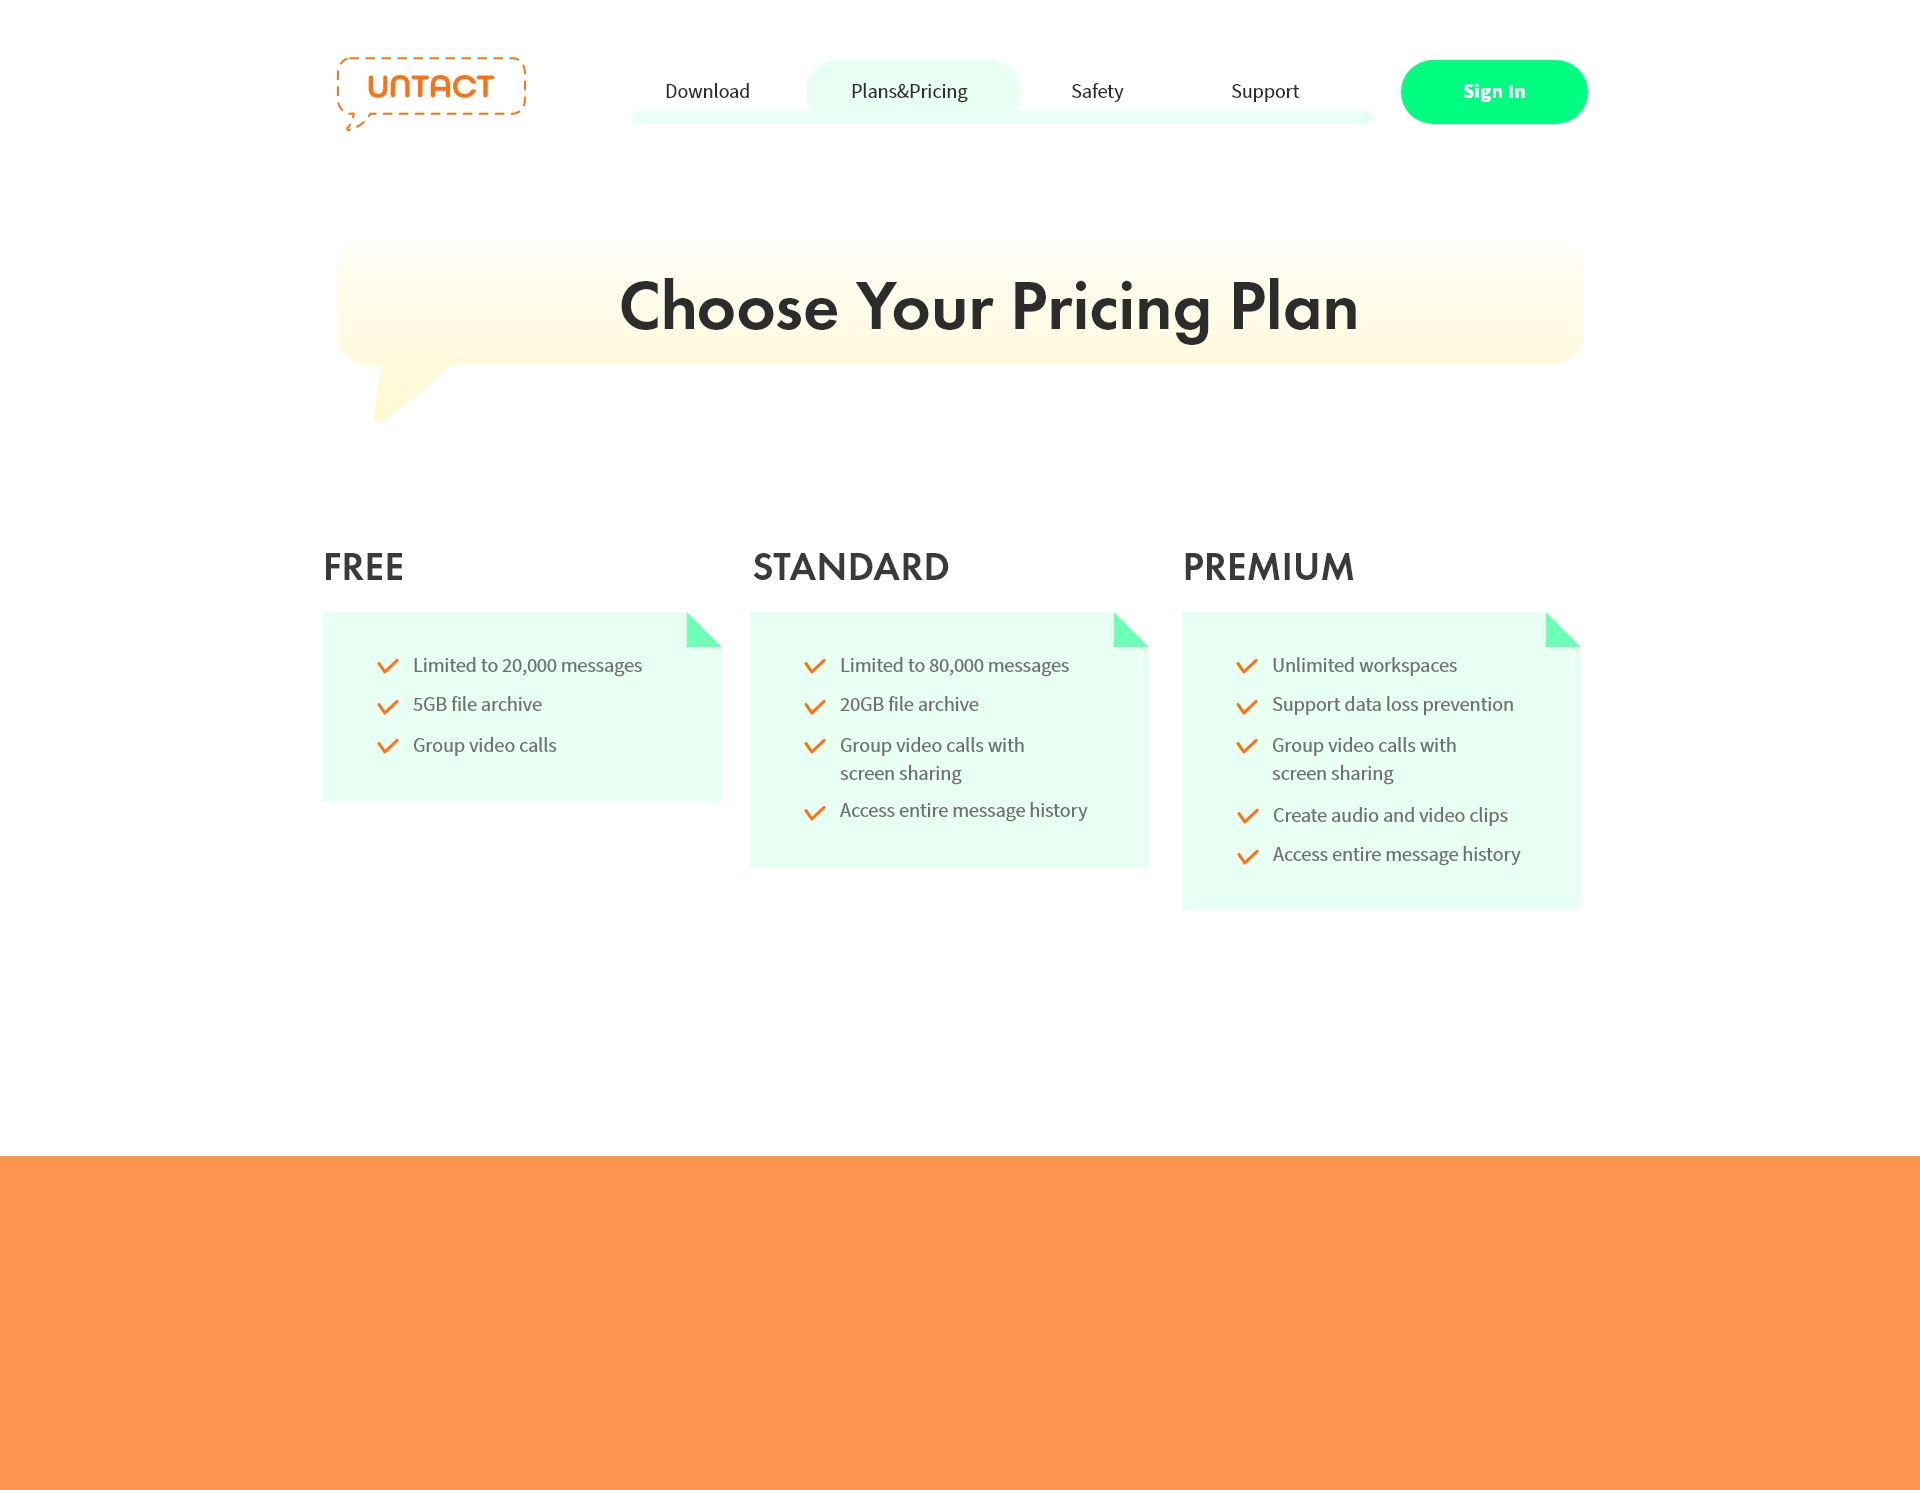 UNTACT
Download
Plans&Pricing
Safety
Support
Sign In
Choose Your Pricing Plan
FREE
Limited to 20,000 messages
5GB file archive
Group video calls
STANDARD
Limited to 80,000 messages
20GB file archive
Group video calls with
screen sharing
Access entire message history
PREMIUM
Unlimited workspaces
Support data loss prevention
Group video calls with
screen sharing
Create audio and video clips
Access entire message history